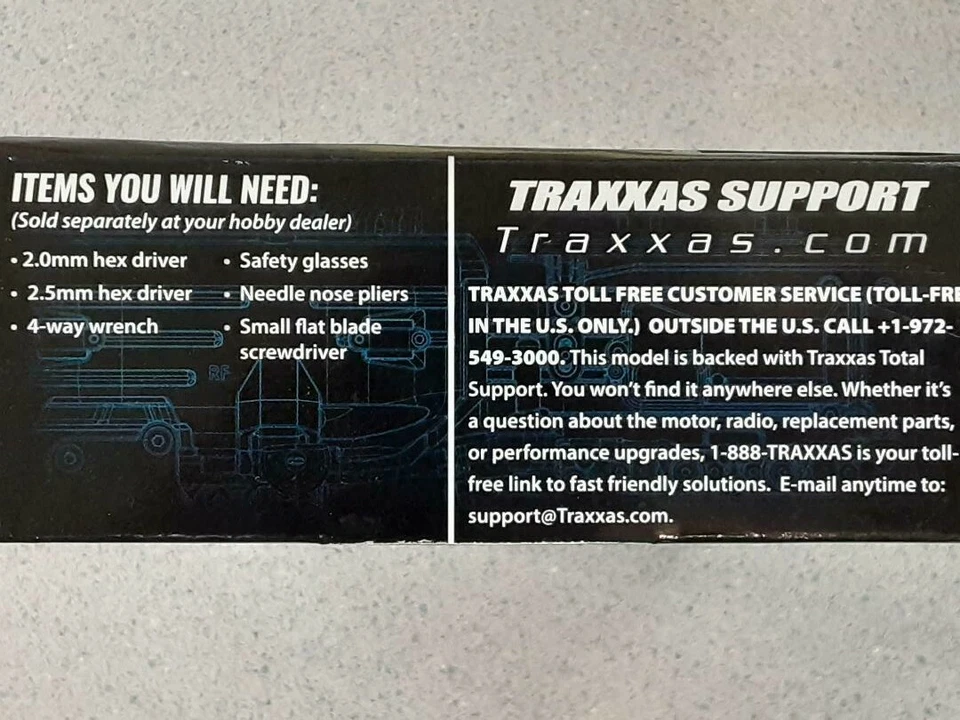 ITEMS YOU WILL NEED:
(Sold separately at your hobby dealer)
• 2.0mm hex driver
• 2.5mm hex driver
• 4-way wrench
• Safety glasses
• Needle nose pliers
• Small flat blade
screwdriver
RF
TRAXXAS SUPPORT
Traxxas.com
TRAXXAS TOLL FREE CUSTOMER SERVICE (TOLL-FRE
IN THE U.S. ONLY.) OUTSIDE THE U.S. CALL +1-972-
549-3000. This model is backed with Traxxas Total
Support. You won't find it anywhere else. Whether it's
a question about the motor, radio, replacement parts,
or performance upgrades, 1-888-TRAXXAS is your toll-
free link to fast friendly solutions. E-mail anytime to:
support@Traxxas.com.